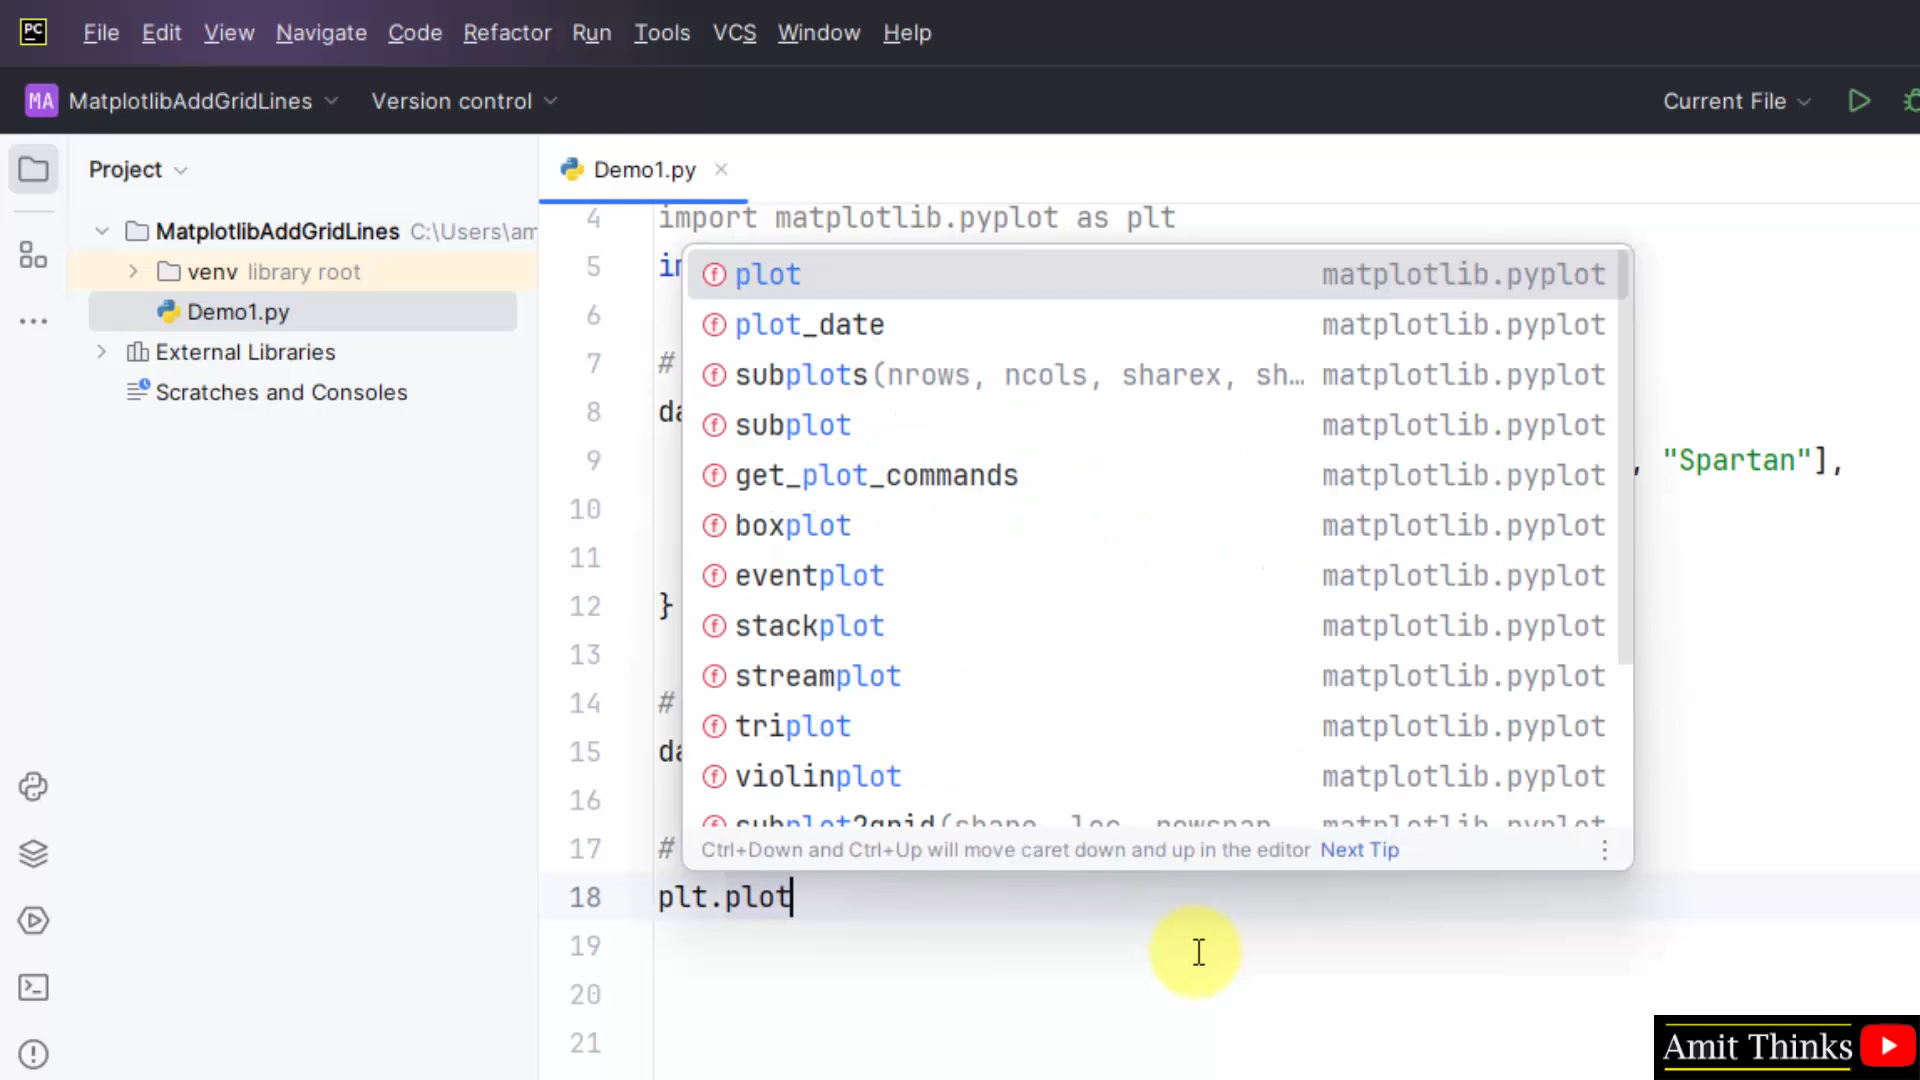 PC File Edit View Navigate Code Refactor Run Tools VCS Window Help
MA MatplotlibAddGridLines Version control Current File
Project
MatplotlibAddGridLines C:\Users\am
venv library root
Demo1.py
External Libraries
Scratches and Consoles
Demo1.py
4 import matplotlib.pyplot as plt
5
6
7 #
8 da
9 , "Spartan"],
10
11
12 }
13
14 #
15 da
16
17 #
18 plt.plot
19
20
21
plot matplotlib.pyplot
plot_date matplotlib.pyplot
subplots(nrows, ncols, sharex, sh… matplotlib.pyplot
subplot matplotlib.pyplot
get_plot_commands matplotlib.pyplot
boxplot matplotlib.pyplot
eventplot matplotlib.pyplot
stackplot matplotlib.pyplot
streamplot matplotlib.pyplot
triplot matplotlib.pyplot
violinplot matplotlib.pyplot
Ctrl+Down and Ctrl+Up will move caret down and up in the editor Next Tip
Amit Thinks